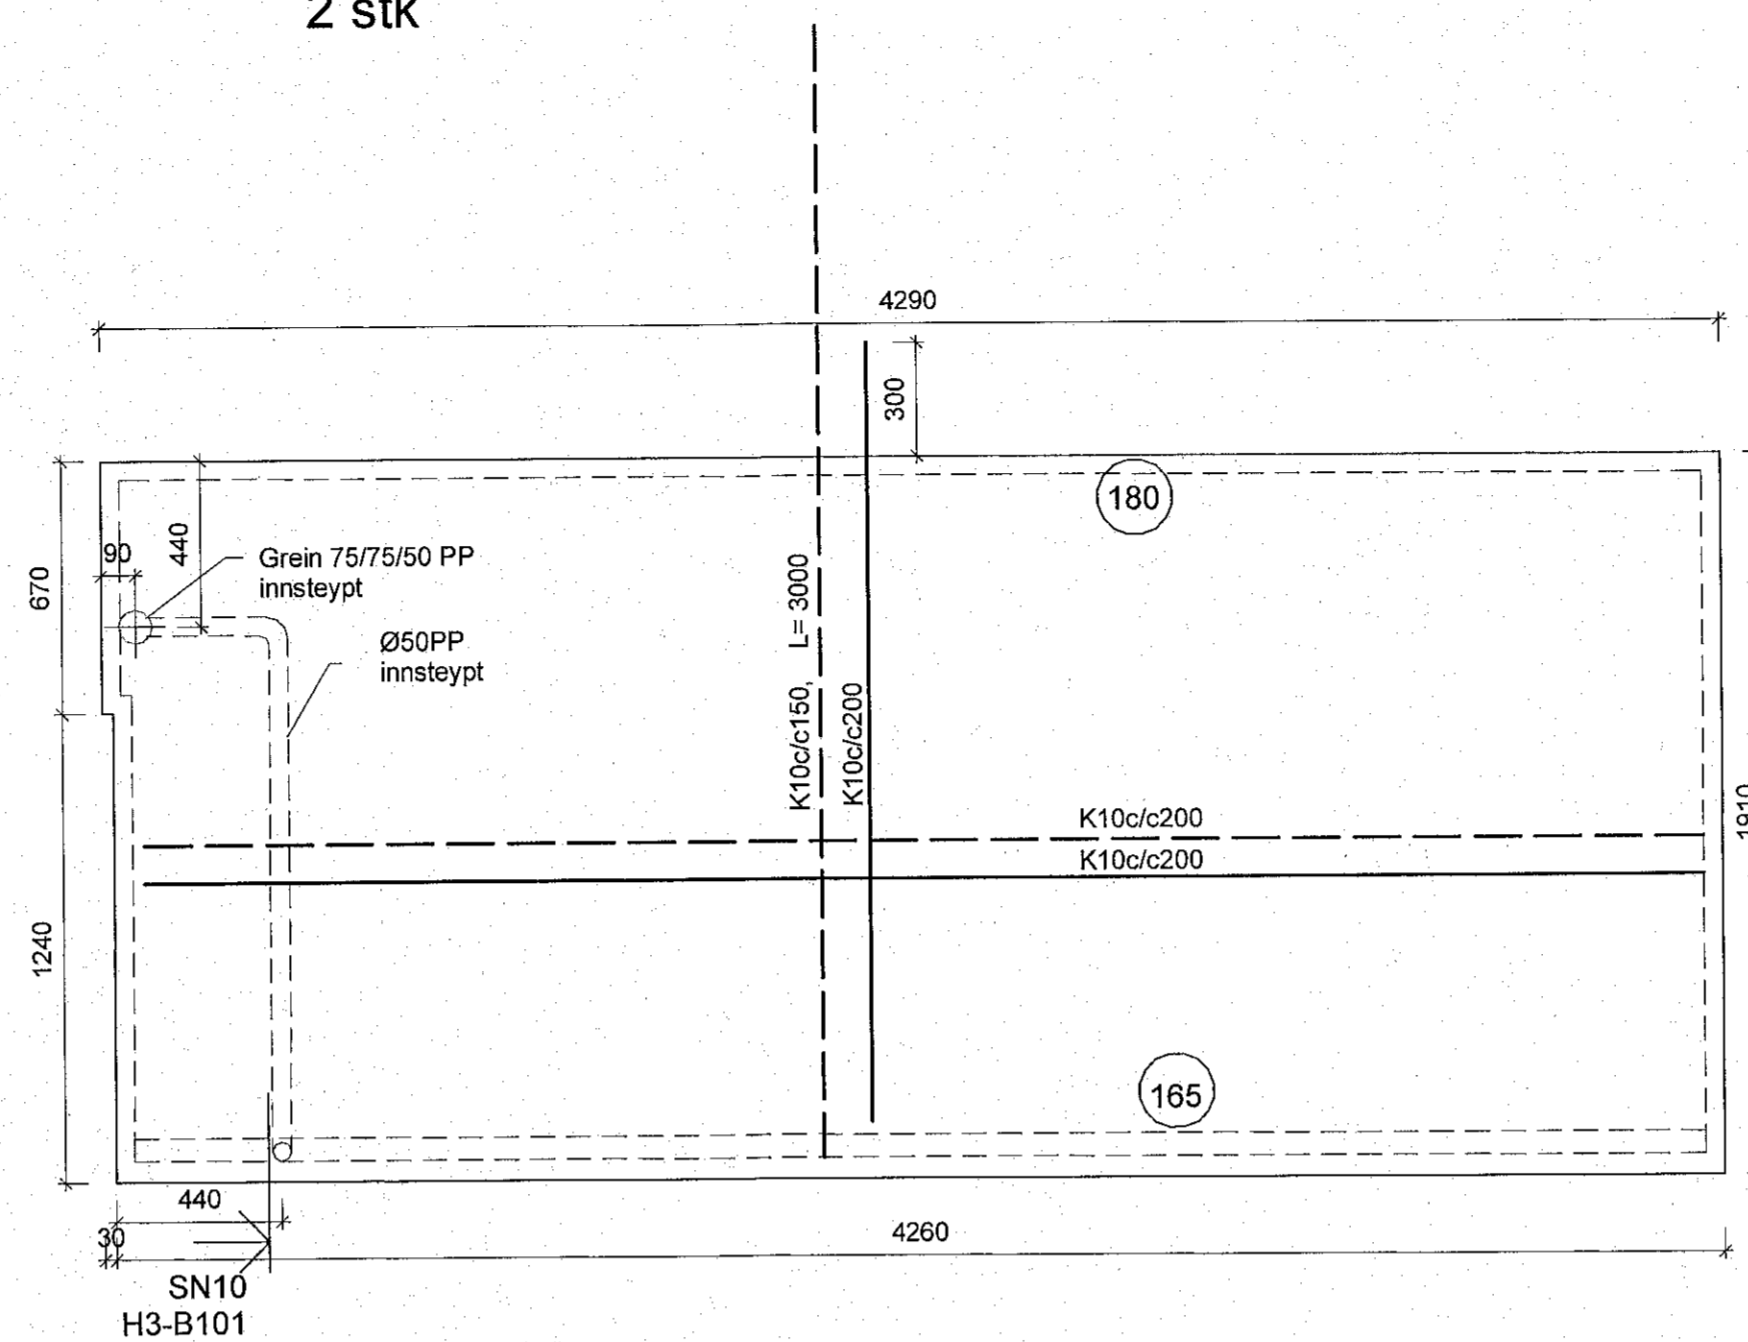 2 stk
4290
300
180
90
440
Grein 75/75/50 PP
innsteypt
670
Ø50PP
innsteypt
K10c/c150, L= 3000
K10c/c200
K10c/c200
K10c/c200
1910
1240
165
440
30
4260
SN10
H3-B101